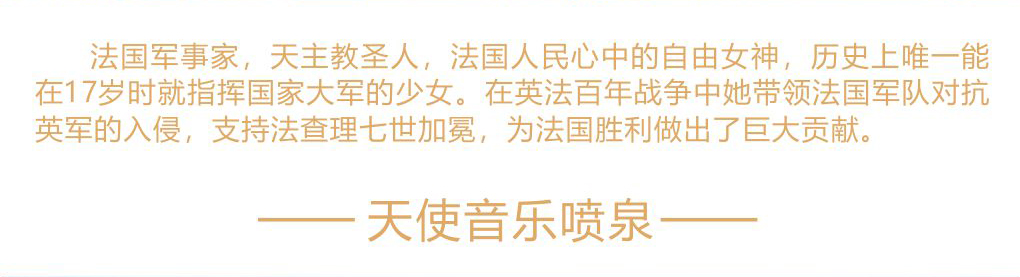 法国军事家，天主教圣人，法国人民心中的自由女神，历史上唯一能
在17岁时就指挥国家大军的少女。在英法百年战争中她带领法国军队对抗
英军的入侵，支持法查理七世加冕，为法国胜利做出了巨大贡献。
天使音乐喷泉